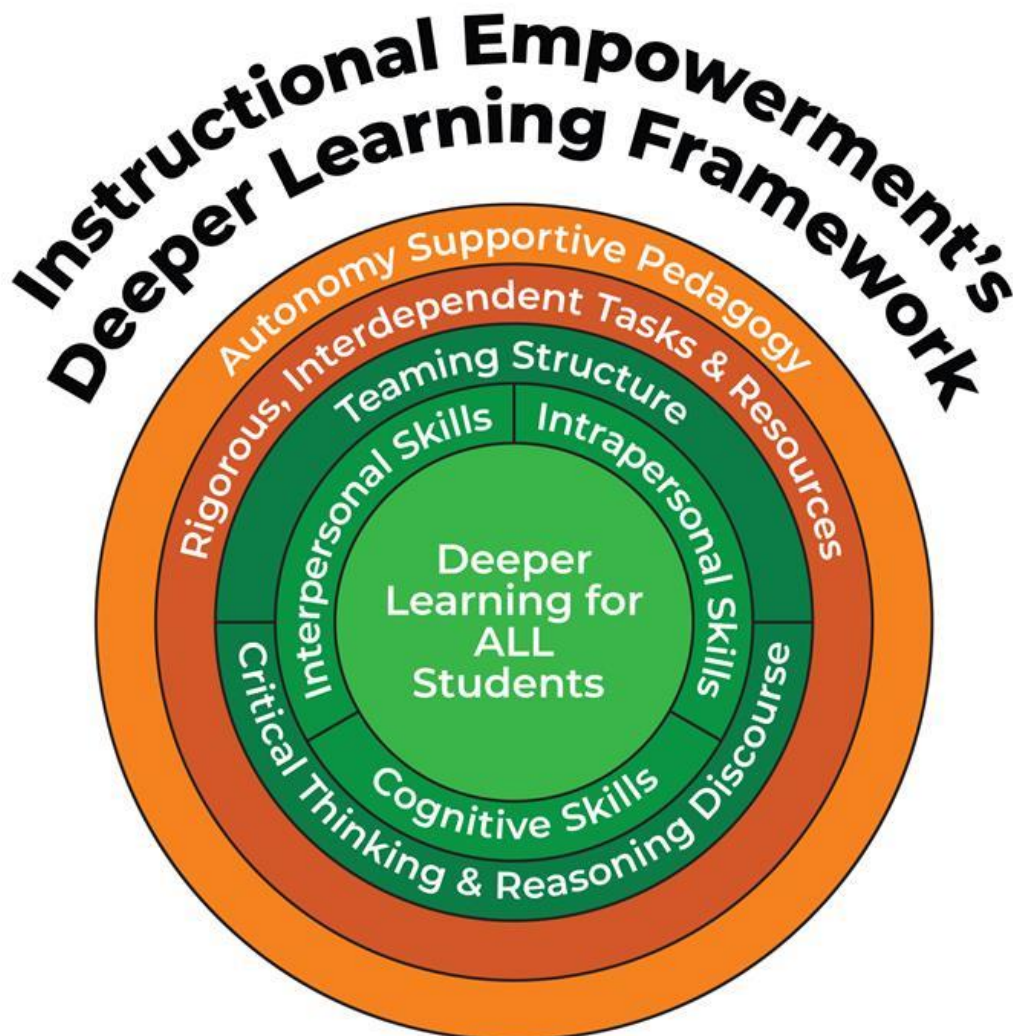 Instructional Empowerment's
Deeper Learning Framework
Autonomy Supportive Pedagogy
Rigorous, Interdependent Tasks & Resources
Teaming Structure
Interpersonal Skills
Intrapersonal Skills
Deeper
Learning for
ALL
Students
Cognitive Skills
Critical Thinking & Reasoning Discourse